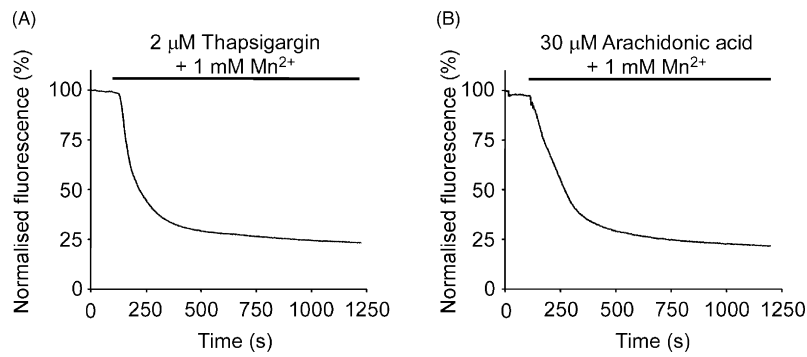 (A)
2 μM Thapsigargin
+ 1 mM Mn2+
Normalised fluorescence (%)
100
75
50
25
0
0 250 500 750 1000 1250
Time (s)
(B)
30 μM Arachidonic acid
+ 1 mM Mn2+
Normalised fluorescence (%)
100
75
50
25
0
0 250 500 750 1000 1250
Time (s)